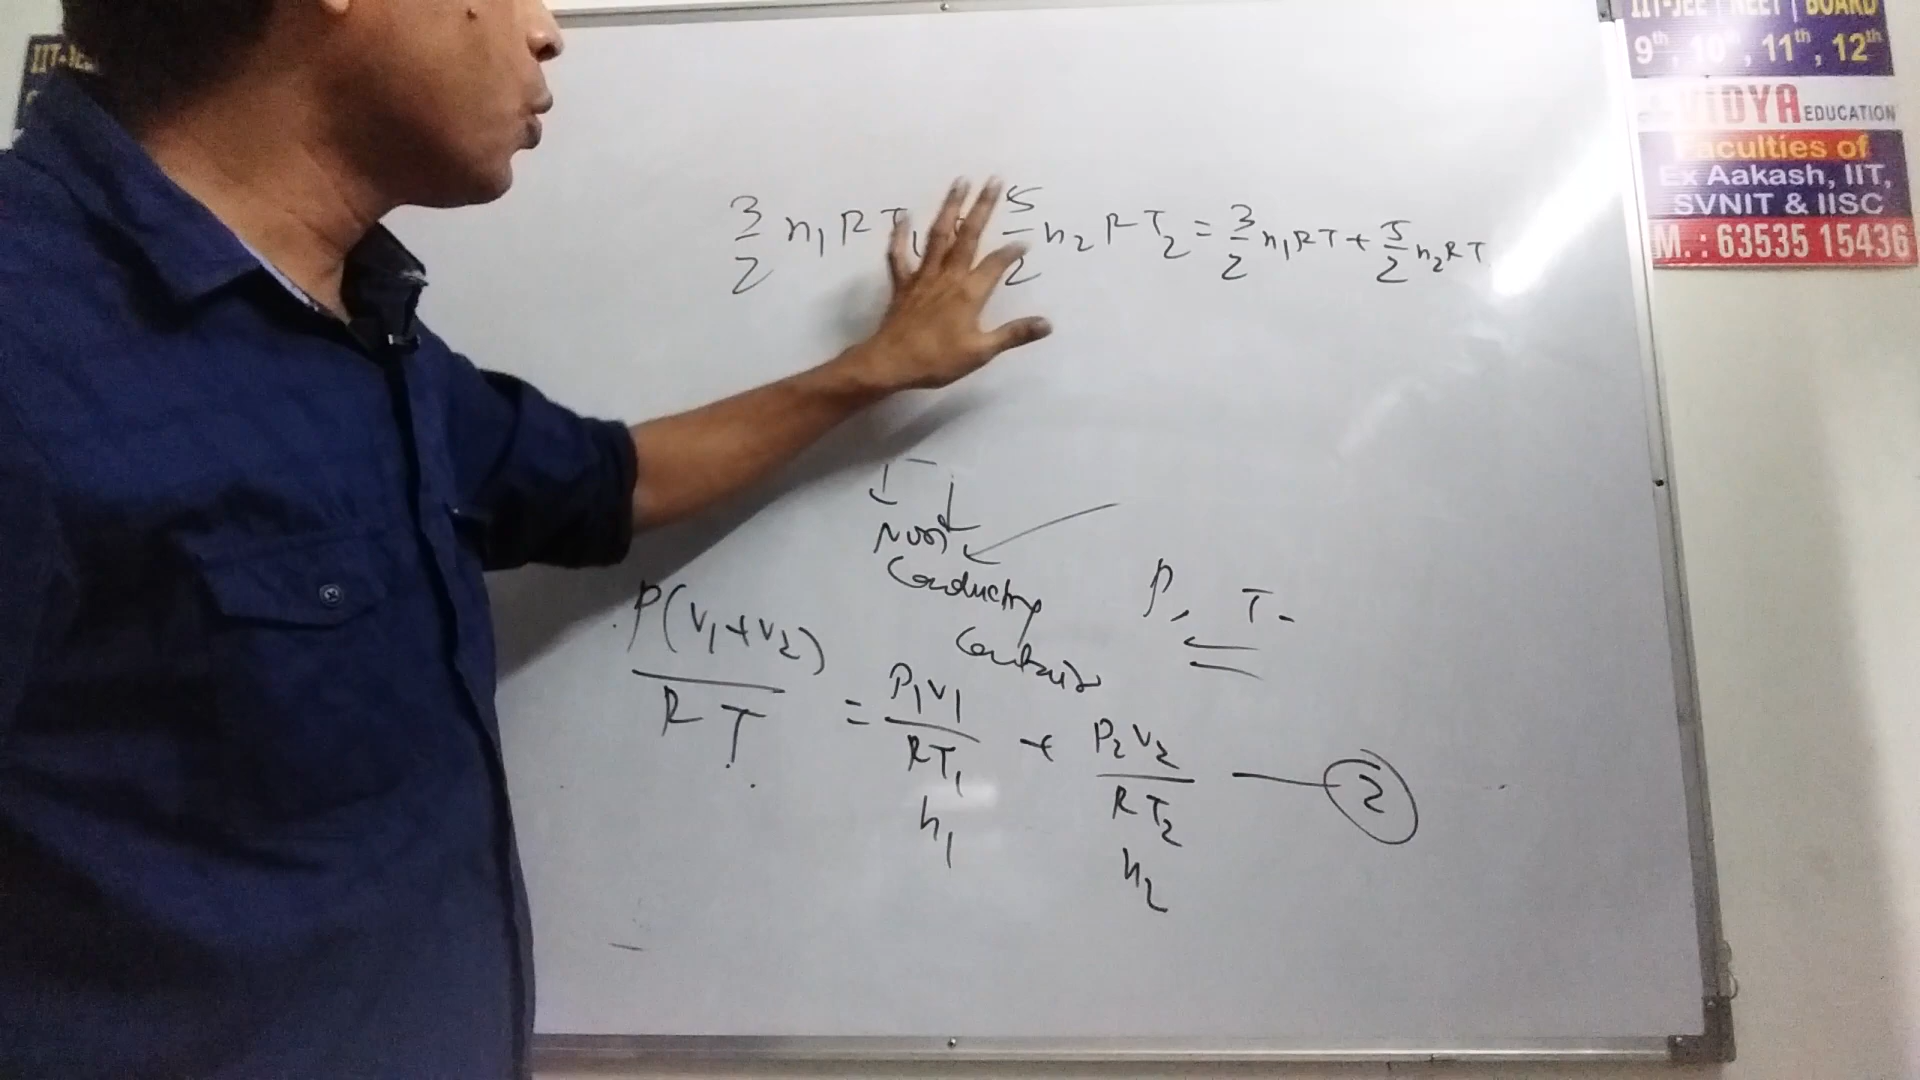 IIT-JEE | NEET | BOARD
9th, 10th, 11th, 12th
VIDYA EDUCATION
Faculties of
Ex Aakash, IIT,
SVNIT & IISC
M.: 63535 15436
IIT-JEE
3/2 n₁RT₁ 5/2 n₂RT₂ = 3/2 n₁RT + 5/2 n₂RT
Non
Conducting
P, T -
P(V₁+V₂)/RT = P₁V₁/RT₁ + P₂V₂/RT₂ — 2
n₁ n₂